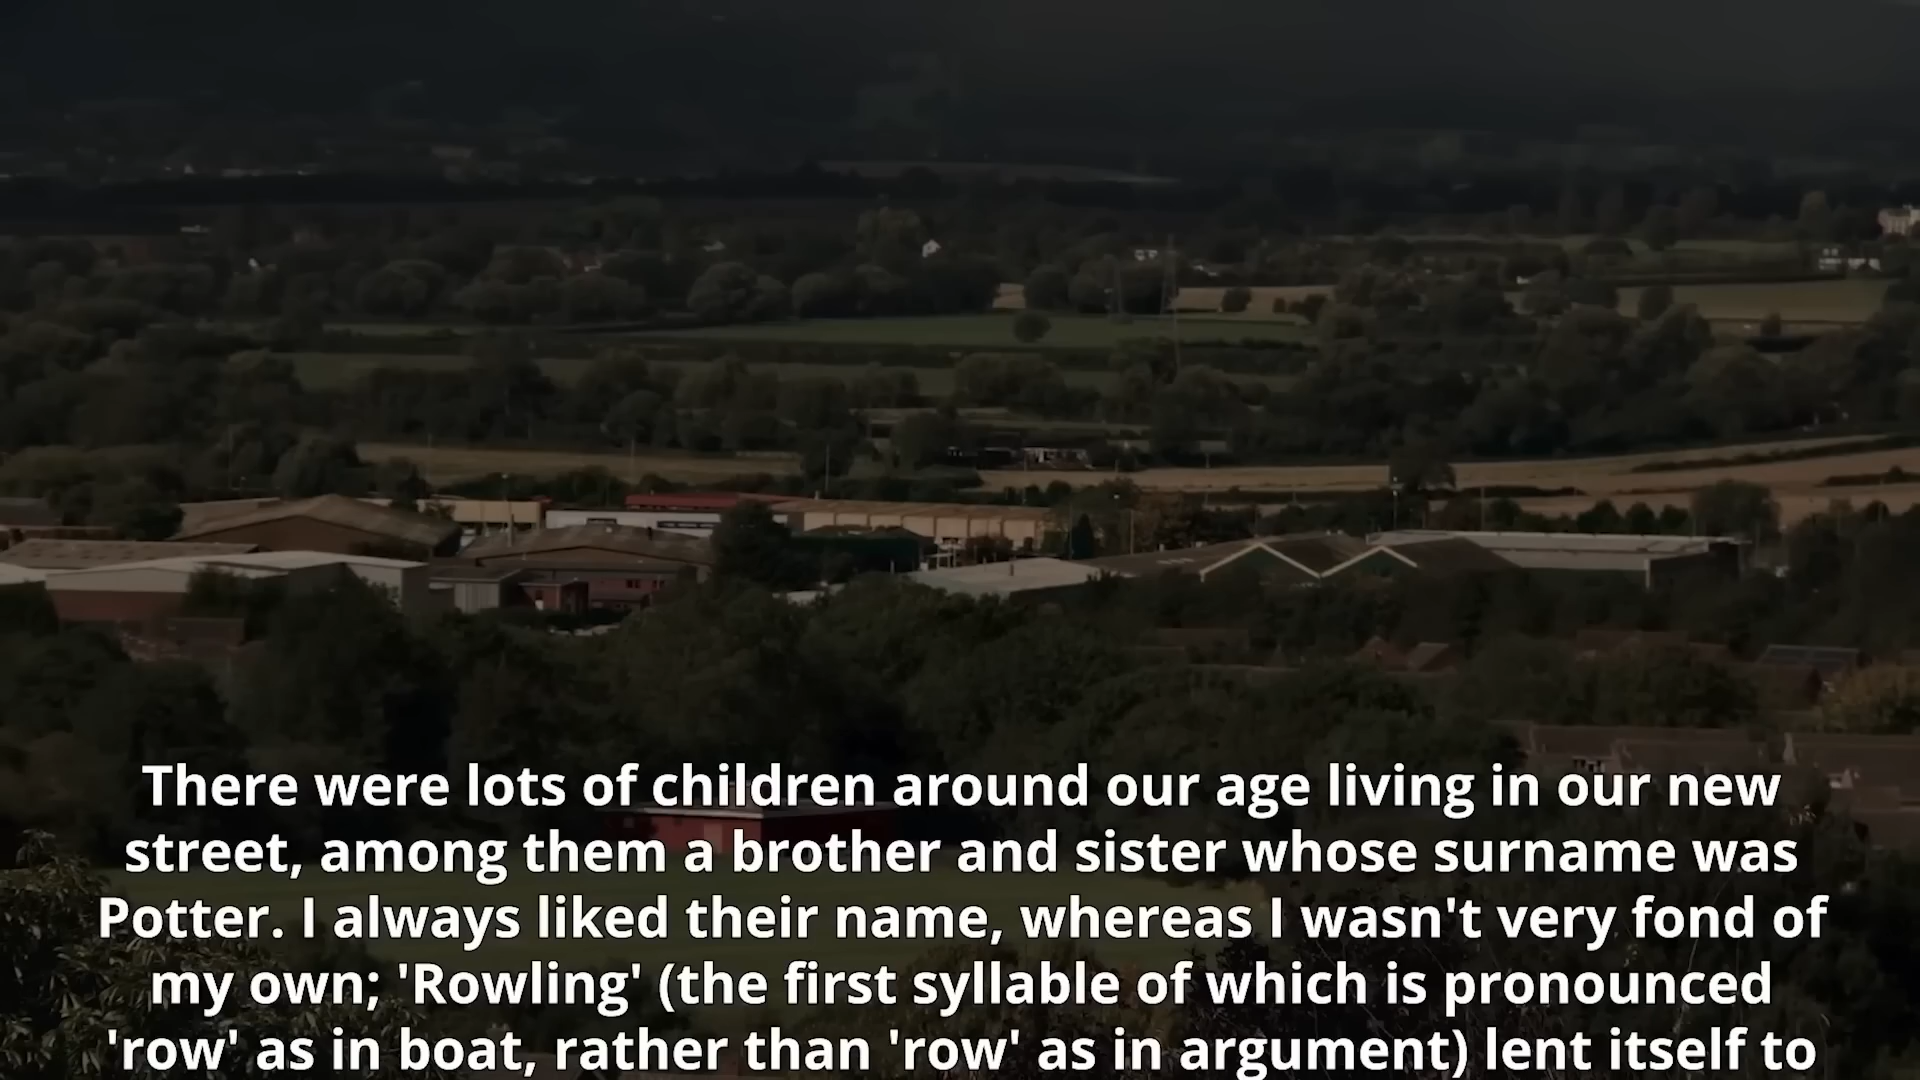 There were lots of children around our age living in our new
street, among them a brother and sister whose surname was
Potter. I always liked their name, whereas I wasn't very fond of
my own; 'Rowling' (the first syllable of which is pronounced
'row' as in boat, rather than 'row' as in argument) lent itself to